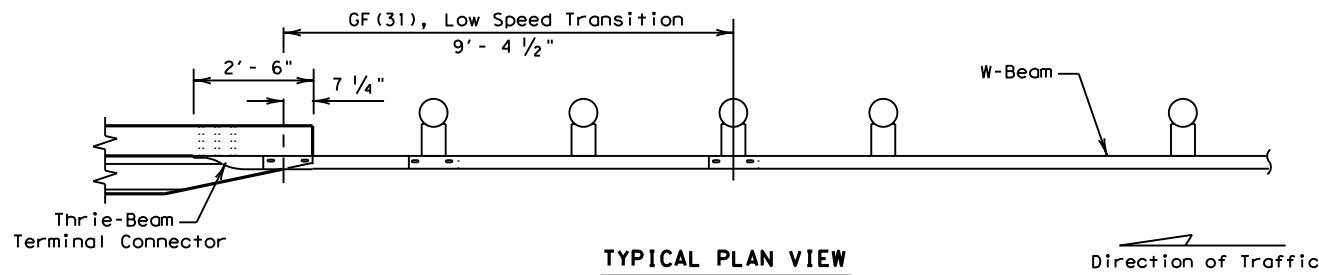 GF(31), Low Speed Transition
9'- 4 ½"
2'- 6"
7 ¼"
W-Beam
Thrie-Beam
Terminal Connector
TYPICAL PLAN VIEW
Direction of Traffic